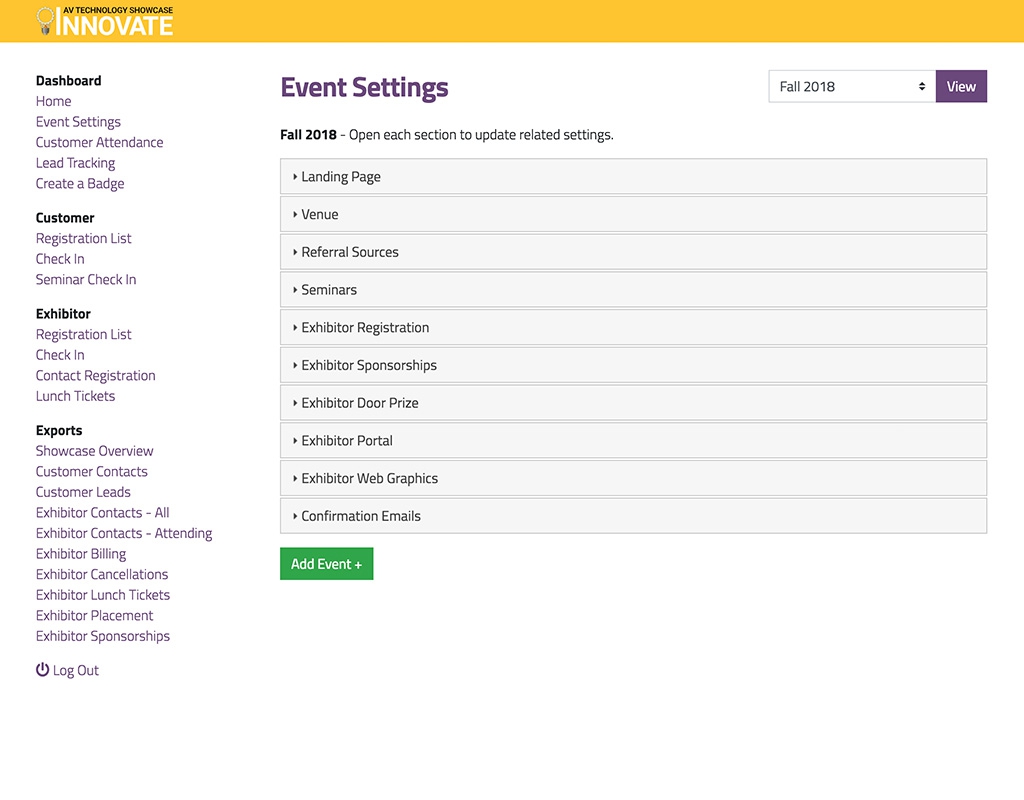 AV TECHNOLOGY SHOWCASE
INNOVATE
Dashboard
Home
Event Settings
Customer Attendance
Lead Tracking
Create a Badge
Customer
Registration List
Check In
Seminar Check In
Exhibitor
Registration List
Check In
Contact Registration
Lunch Tickets
Exports
Showcase Overview
Customer Contacts
Customer Leads
Exhibitor Contacts - All
Exhibitor Contacts - Attending
Exhibitor Billing
Exhibitor Cancellations
Exhibitor Lunch Tickets
Exhibitor Placement
Exhibitor Sponsorships
Log Out
Event Settings
Fall 2018 View
Fall 2018 - Open each section to update related settings.
Landing Page
Venue
Referral Sources
Seminars
Exhibitor Registration
Exhibitor Sponsorships
Exhibitor Door Prize
Exhibitor Portal
Exhibitor Web Graphics
Confirmation Emails
Add Event +